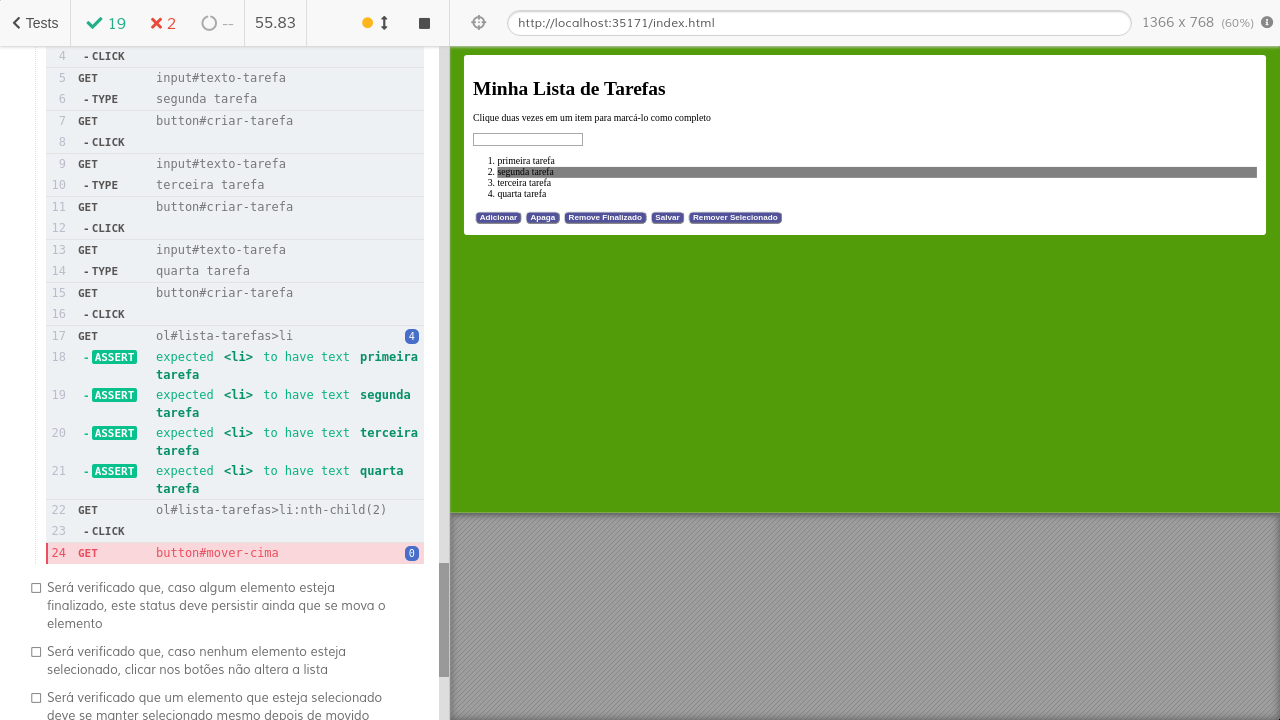 Tests 19 2 -- 55.83 http://localhost:35171/index.html 1366 x 768 (60%)
4 - CLICK
5 GET input#texto-tarefa
6 - TYPE segunda tarefa
7 GET button#criar-tarefa
8 - CLICK
9 GET input#texto-tarefa
10 - TYPE terceira tarefa
11 GET button#criar-tarefa
12 - CLICK
13 GET input#texto-tarefa
14 - TYPE quarta tarefa
15 GET button#criar-tarefa
16 - CLICK
17 GET ol#lista-tarefas>li 4
18 - ASSERT expected <li> to have text primeira
tarefa
19 - ASSERT expected <li> to have text segunda
tarefa
20 - ASSERT expected <li> to have text terceira
tarefa
21 - ASSERT expected <li> to have text quarta
tarefa
22 GET ol#lista-tarefas>li:nth-child(2)
23 - CLICK
24 GET button#mover-cima 0
Será verificado que, caso algum elemento esteja
finalizado, este status deve persistir ainda que se mova o
elemento
Será verificado que, caso nenhum elemento esteja
selecionado, clicar nos botões não altera a lista
Será verificado que um elemento que esteja selecionado
deve se manter selecionado mesmo depois de movido
Minha Lista de Tarefas
Clique duas vezes em um item para marcá-lo como completo
1. primeira tarefa
2. segunda tarefa
3. terceira tarefa
4. quarta tarefa
Adicionar Apaga Remove Finalizado Salvar Remover Selecionado